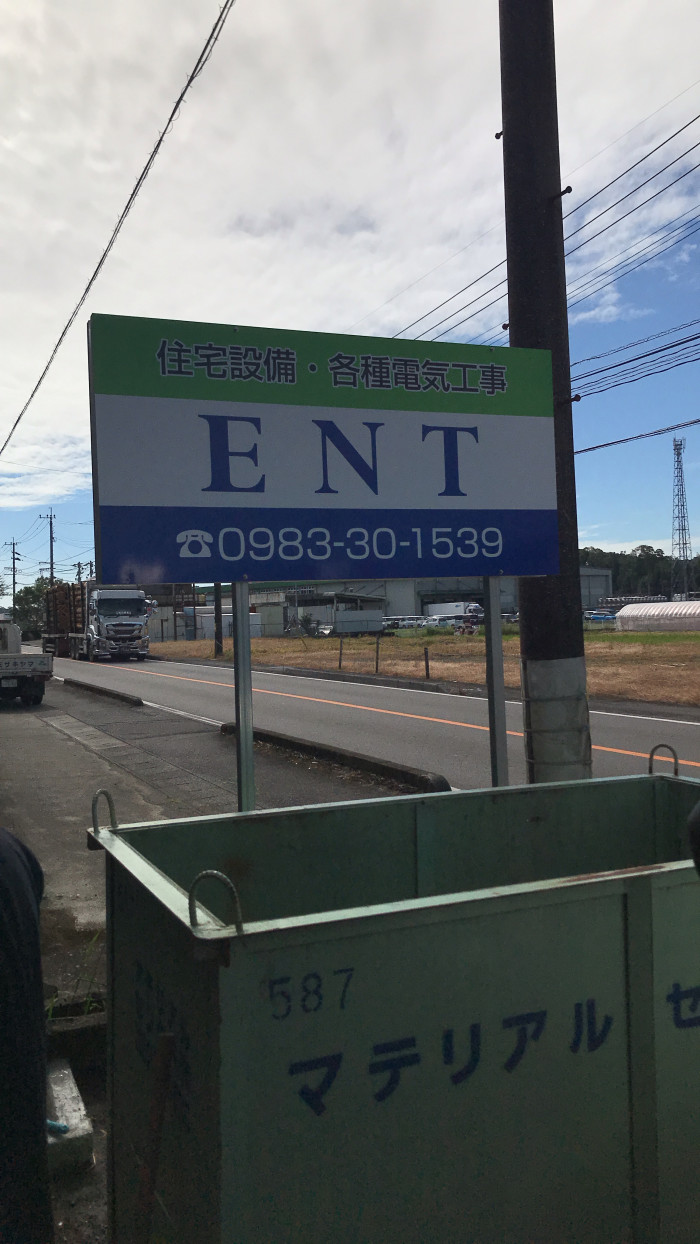 住宅設備・各種電気工事
ENT
☎0983-30-1539
587
マテリアル セ